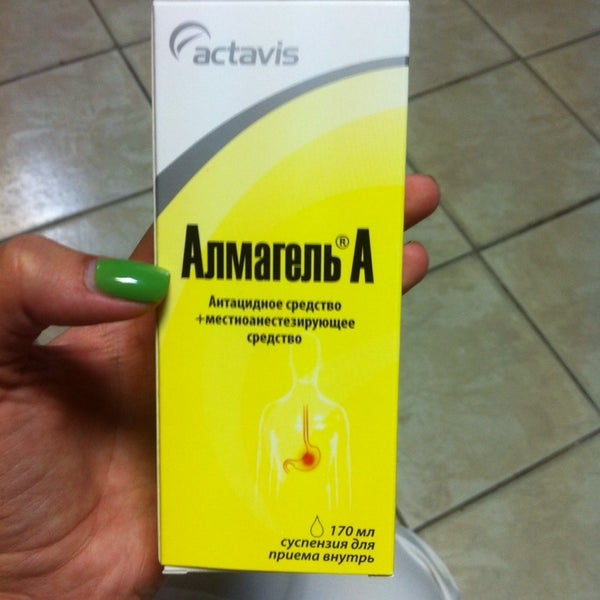 actavis
Алмагель® А
Антацидное средство
+местноанестезирующее
средство
170 мл
суспензия для
приема внутрь